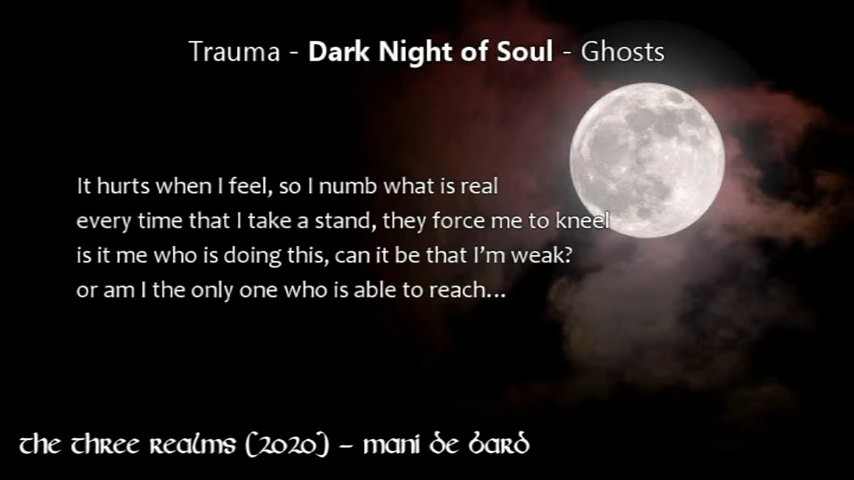 Trauma - Dark Night of Soul - Ghosts
It hurts when I feel, so I numb what is real
every time that I take a stand, they force me to kneel
is it me who is doing this, can it be that I’m weak?
or am I the only one who is able to reach...
the three realms (2020) – mani de bard